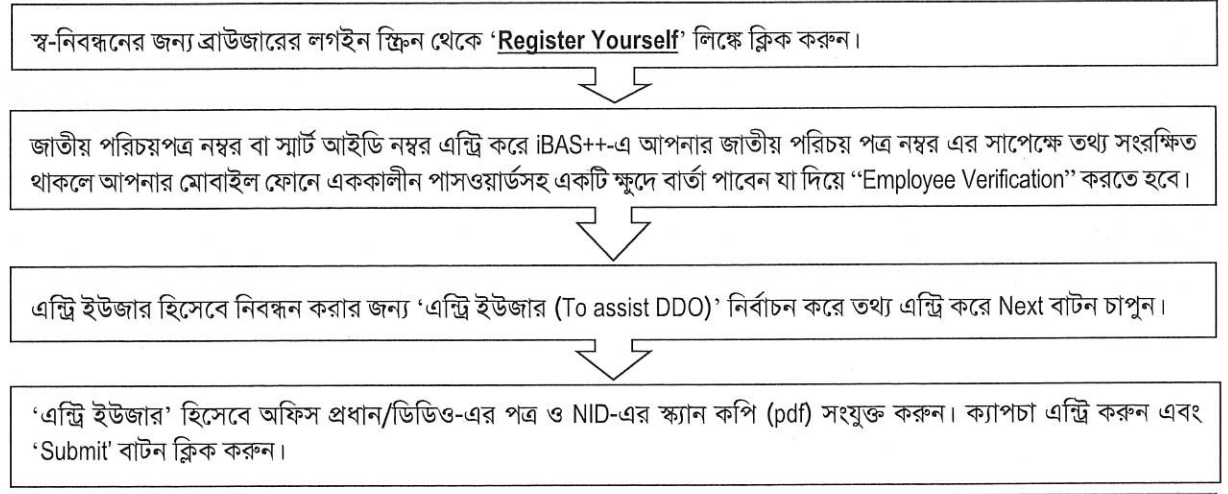 স্ব-নিবন্ধনের জন্য ব্রাউজারের লগইন স্ক্রিন থেকে ‘Register Yourself’ লিঙ্কে ক্লিক করুন।
জাতীয় পরিচয়পত্র নম্বর বা স্মার্ট আইডি নম্বর এন্ট্রি করে iBAS++-এ আপনার জাতীয় পরিচয় পত্র নম্বর এর সাপেক্ষে তথ্য সংরক্ষিত
থাকলে আপনার মোবাইল ফোনে এককালীন পাসওয়ার্ডসহ একটি ক্ষুদে বার্তা পাবেন যা দিয়ে “Employee Verification” করতে হবে।
এন্ট্রি ইউজার হিসেবে নিবন্ধন করার জন্য ‘এন্ট্রি ইউজার (To assist DDO)’ নির্বাচন করে তথ্য এন্ট্রি করে Next বাটন চাপুন।
‘এন্ট্রি ইউজার’ হিসেবে অফিস প্রধান/ডিডিও-এর পত্র ও NID-এর স্ক্যান কপি (pdf) সংযুক্ত করুন। ক্যাপচা এন্ট্রি করুন এবং
‘Submit’ বাটন ক্লিক করুন।